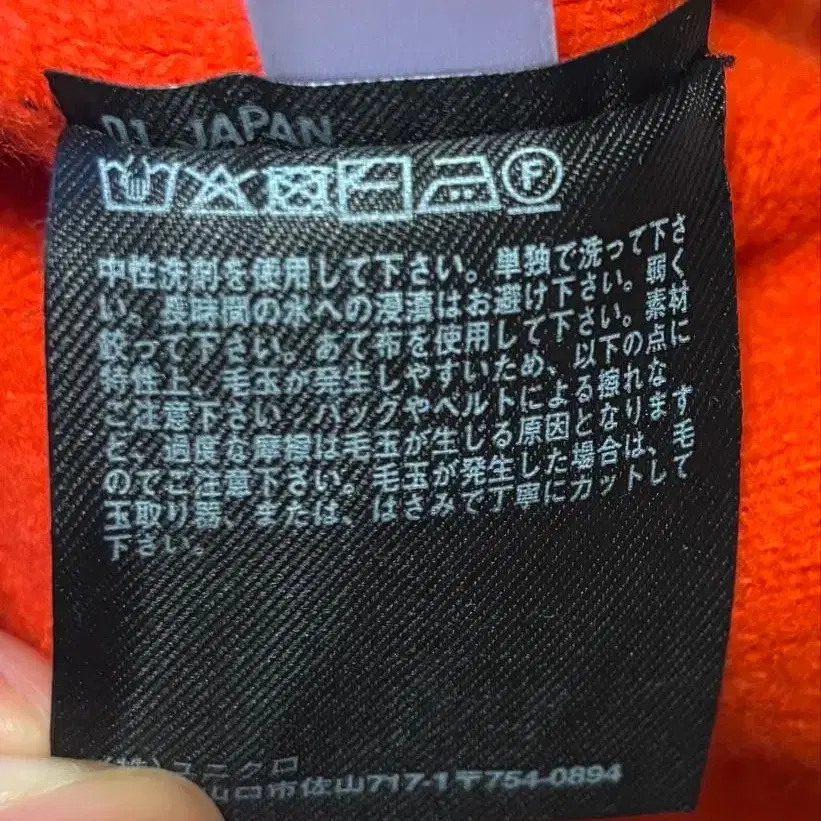 01 JAPAN
F
中性洗剤を使用して下さい。単独で洗って下さ
い。長時間の水への浸漬はお避け下さい。弱く
絞って下さい。あて布を使用して下さい。素材
特性上、毛玉が発生しやすいため、以下の点に
ご注意下さい/バッグやベルトによる擦れな
ど、過度な摩擦は毛玉が生じる原因となりま す
のでご注意下さい。毛玉が発生した場合は、毛
玉取り器、または、はさみで丁寧にカットして
下さい。
(株)ユニクロ
山口市佐山717-1〒754-0894